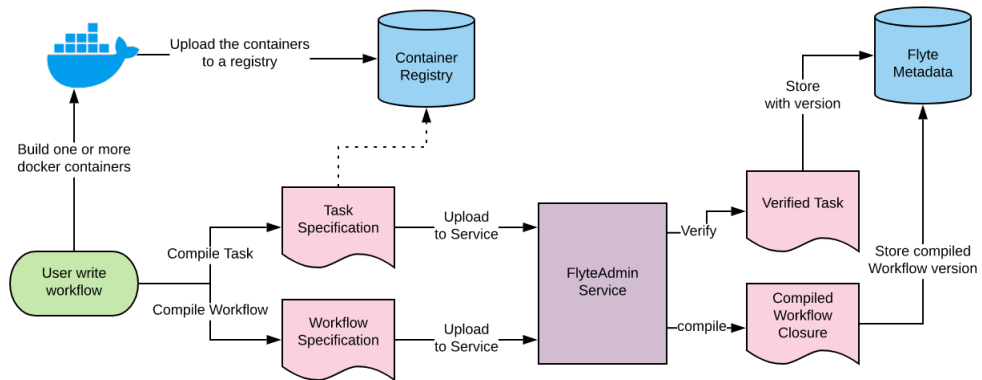 Upload the containers
to a registry
Container
Registry
Flyte
Metadata
Store
with version
Build one or more
docker containers
Task
Specification
Upload
to Service
Verified Task
Verify
Compile Task
User write
workflow
FlyteAdmin
Service
Store compiled
Workflow version
Compile Workflow
Workflow
Specification
Upload
to Service
compile
Compiled
Workflow
Closure